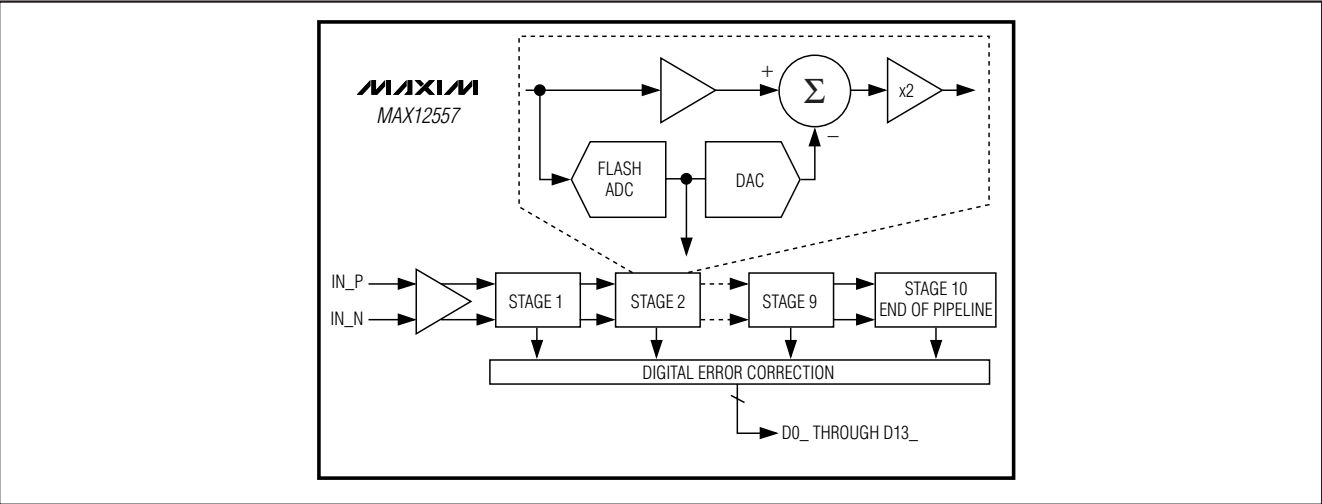 MAXIM
MAX12557
+
Σ
x2
−
FLASH
ADC
DAC
IN_P
IN_N
STAGE 1
STAGE 2
STAGE 9
STAGE 10
END OF PIPELINE
DIGITAL ERROR CORRECTION
D0_ THROUGH D13_